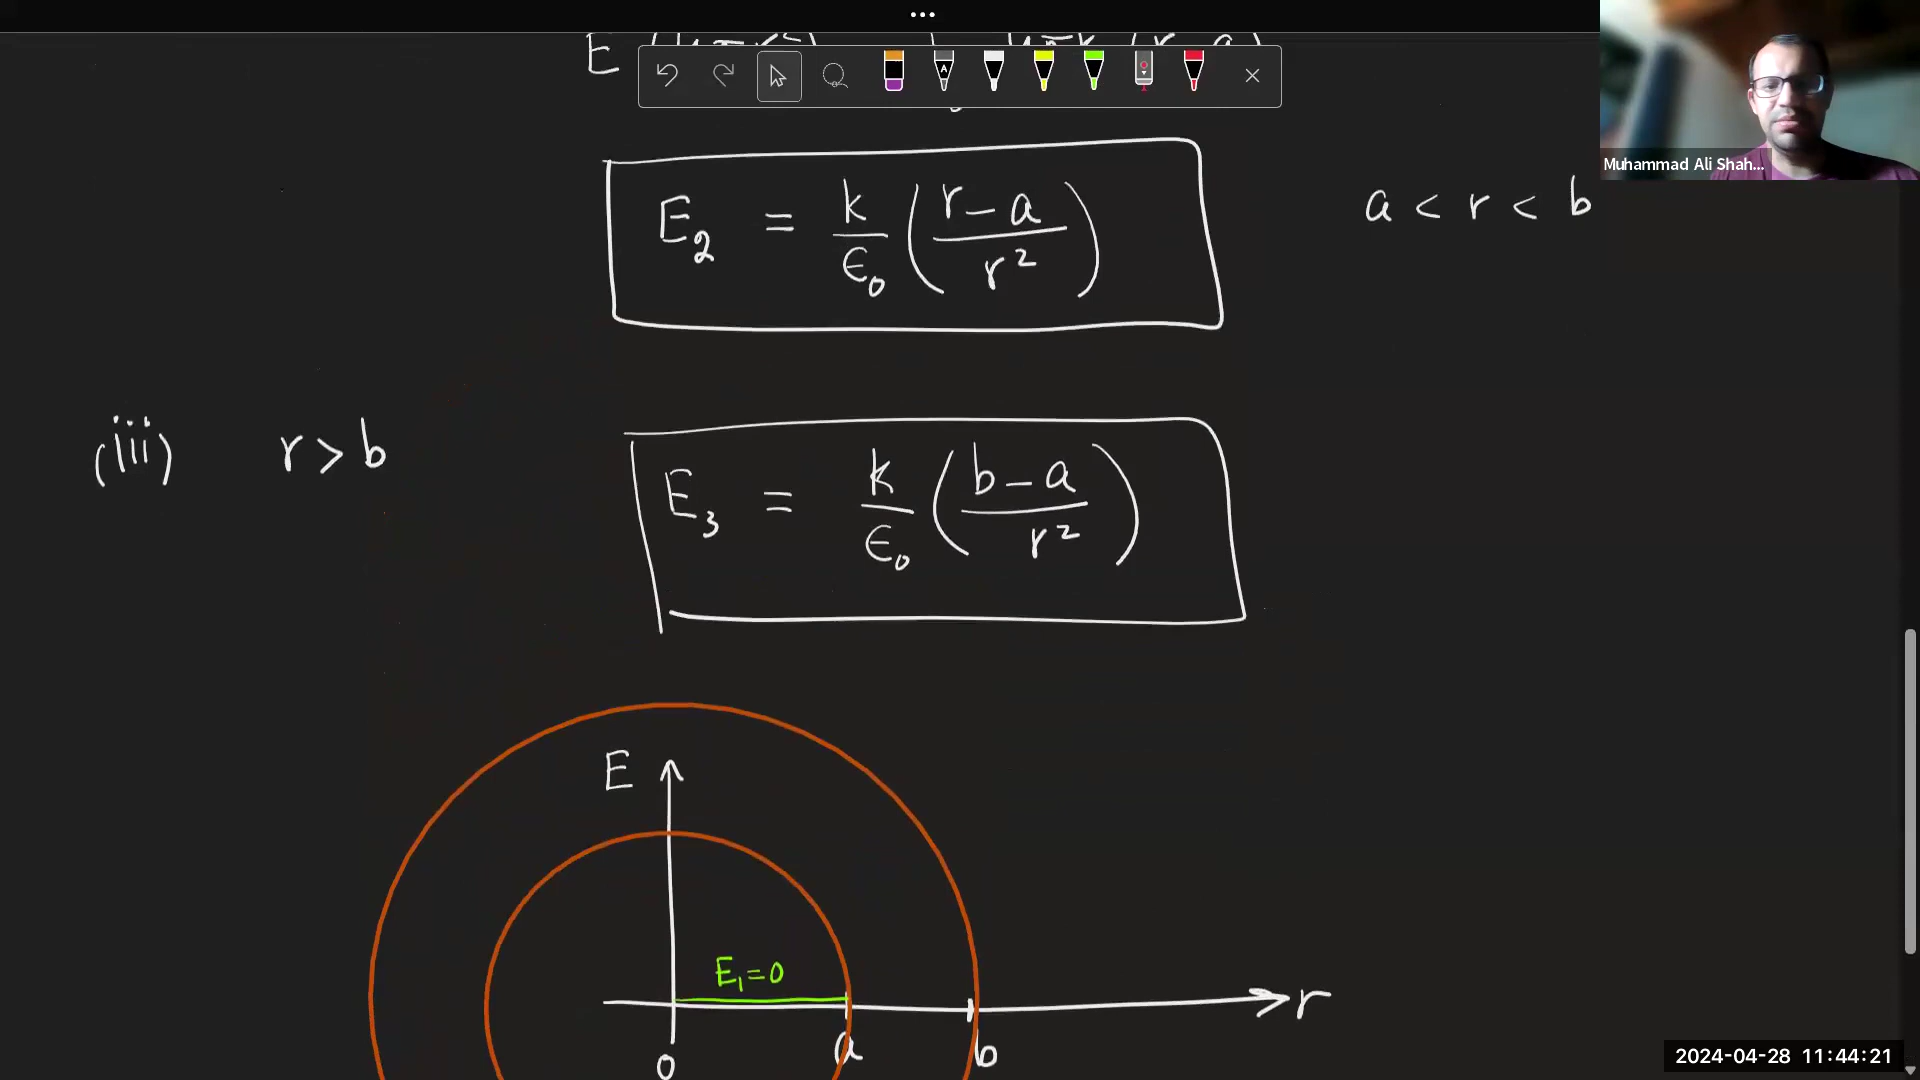 E
Muhammad Ali Shah...
E₂ = k/ϵ₀ ((r - a)/r²)
a < r < b
(iii) r > b
E₃ = k/ϵ₀ ((b - a)/r²)
E
E₁=0
r
0 a b
2024-04-28 11:44:21